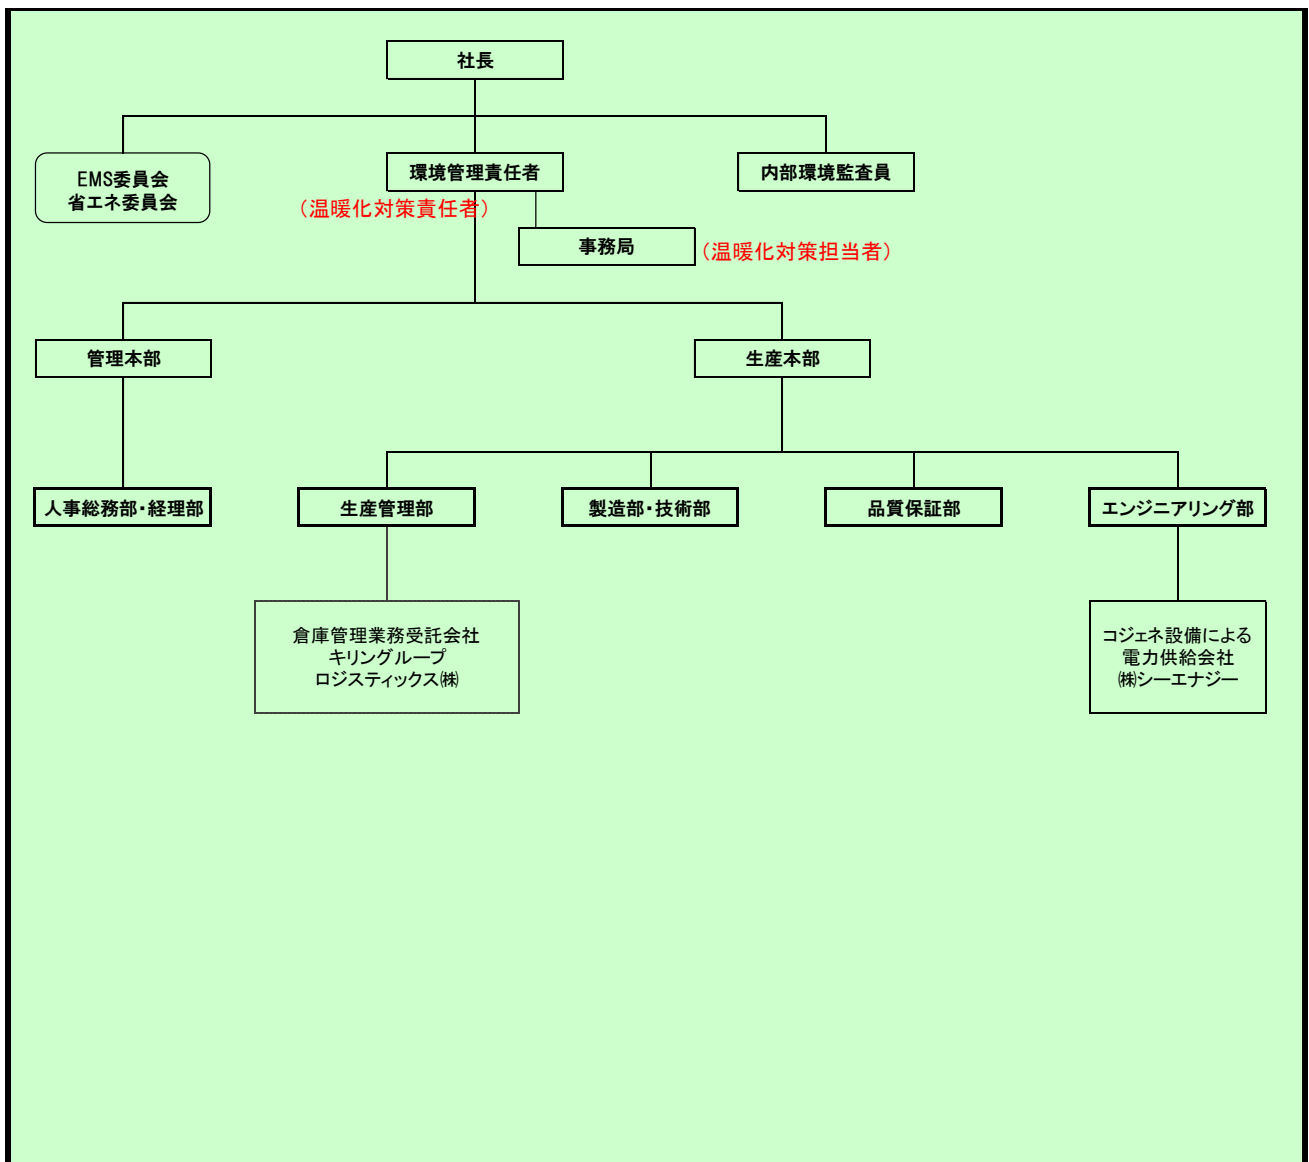 社長
EMS委員会
省エネ委員会
環境管理責任者
内部環境監査員
（温暖化対策責任者）
事務局
（温暖化対策担当者）
管理本部
生産本部
人事総務部・経理部
生産管理部
製造部・技術部
品質保証部
エンジニアリング部
倉庫管理業務受託会社
キリングループ
ロジスティックス㈱
コジェネ設備による
電力供給会社
㈱シーエナジー